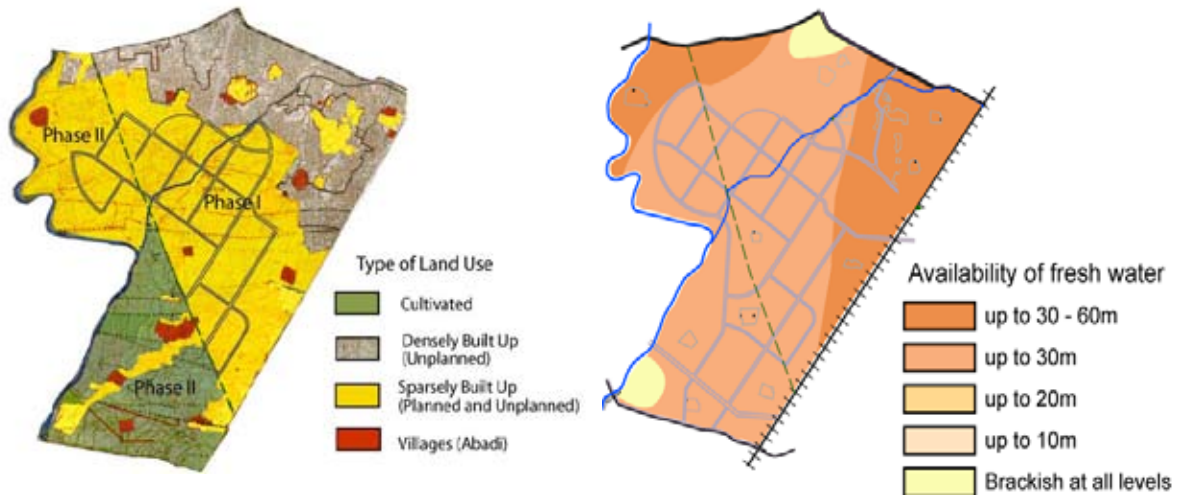 Phase II
Phase I
Phase II
Type of Land Use
Cultivated
Densely Built Up
(Unplanned)
Sparsely Built Up
(Planned and Unplanned)
Villages (Abadi)
Availability of fresh water
up to 30 - 60m
up to 30m
up to 20m
up to 10m
Brackish at all levels